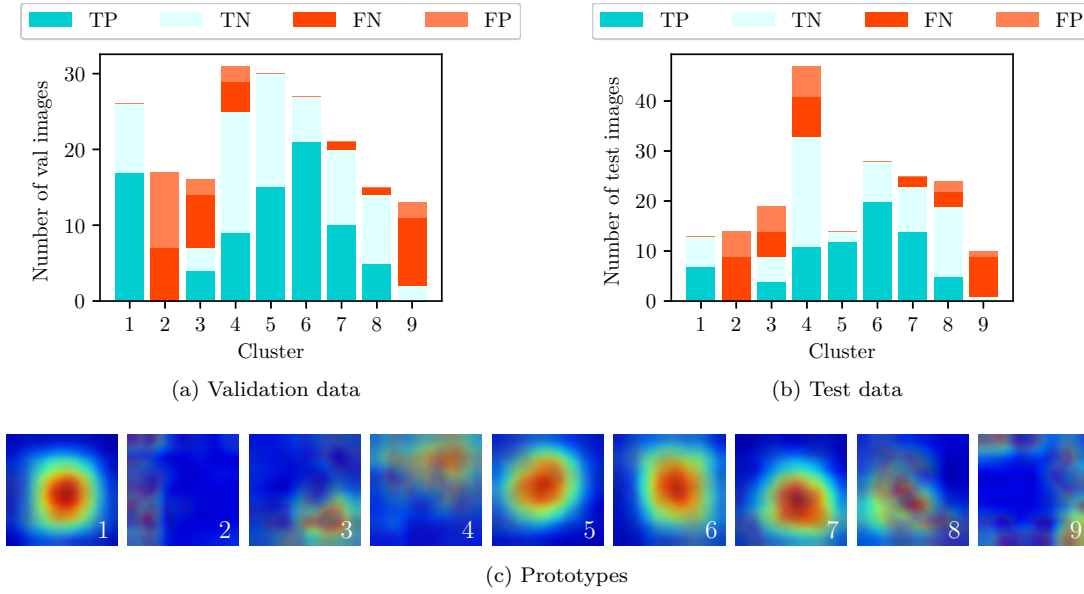 TP TN FN FP
TP TN FN FP
Number of val images
30
20
10
0
1 2 3 4 5 6 7 8 9
Cluster
(a) Validation data
Number of test images
40
30
20
10
0
1 2 3 4 5 6 7 8 9
Cluster
(b) Test data
1 2 3 4 5 6 7 8 9
(c) Prototypes